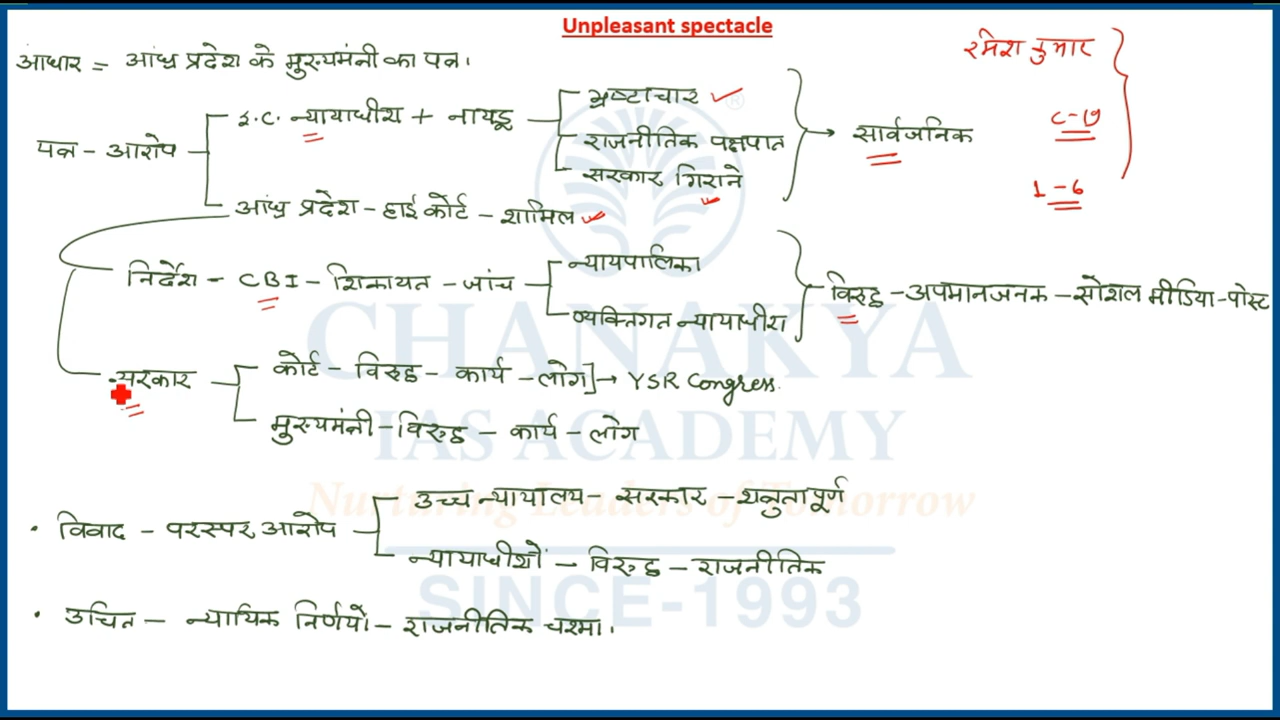 Unpleasant spectacle
आधार = आंध्र प्रदेश के मुख्यमंत्री का पत्र।
रमेश कुमार
C-19
1-6
पत्र - आरोप
S.C. न्यायाधीश + नायडू
भ्रष्टाचार
राजनीतिक पक्षपात
सरकार गिराने
सार्वजनिक
आंध्र प्रदेश - हाई कोर्ट - शामिल
निर्देश - CBI - शिकायत - जांच
न्यायपालिका
व्यक्तिगत न्यायाधीश
विरुद्ध - अपमानजनक - सोशल मीडिया - पोस्ट
सरकार
कोर्ट - विरुद्ध - कार्य - लोग] → YSR Congress.
मुख्यमंत्री - विरुद्ध - कार्य - लोग
• विवाद - परस्पर आरोप
उच्च न्यायालय - सरकार - शत्रुतापूर्ण
न्यायाधीशों - विरुद्ध - राजनीतिक
• उचित - न्यायिक निर्णयों - राजनीतिक चश्मा।
CHANAKYA
IAS ACADEMY
Nurturing Leaders of Tomorrow
SINCE-1993